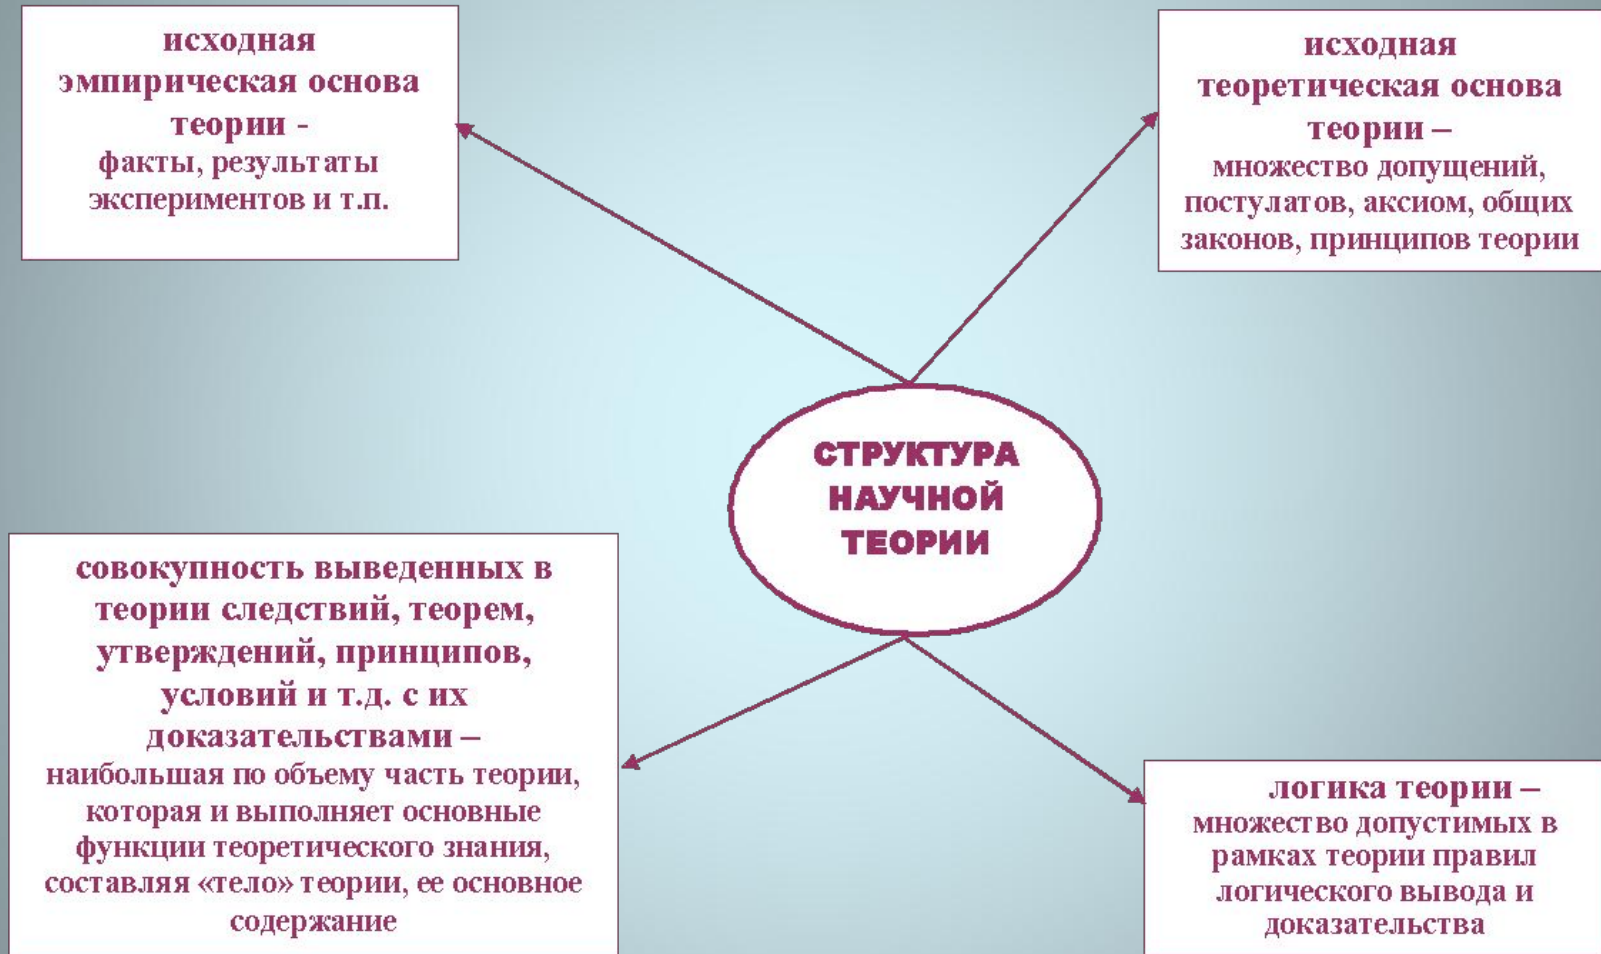 исходная
эмпирическая основа
теории -
факты, результаты
экспериментов и т.п.
исходная
теоретическая основа
теории –
множество допущений,
постулатов, аксиом, общих
законов, принципов теории
СТРУКТУРА
НАУЧНОЙ
ТЕОРИИ
совокупность выведенных в
теории следствий, теорем,
утверждений, принципов,
условий и т.д. с их
доказательствами –
наибольшая по объему часть теории,
которая и выполняет основные
функции теоретического знания,
составляя «тело» теории, ее основное
содержание
логика теории –
множество допустимых в
рамках теории правил
логического вывода и
доказательства